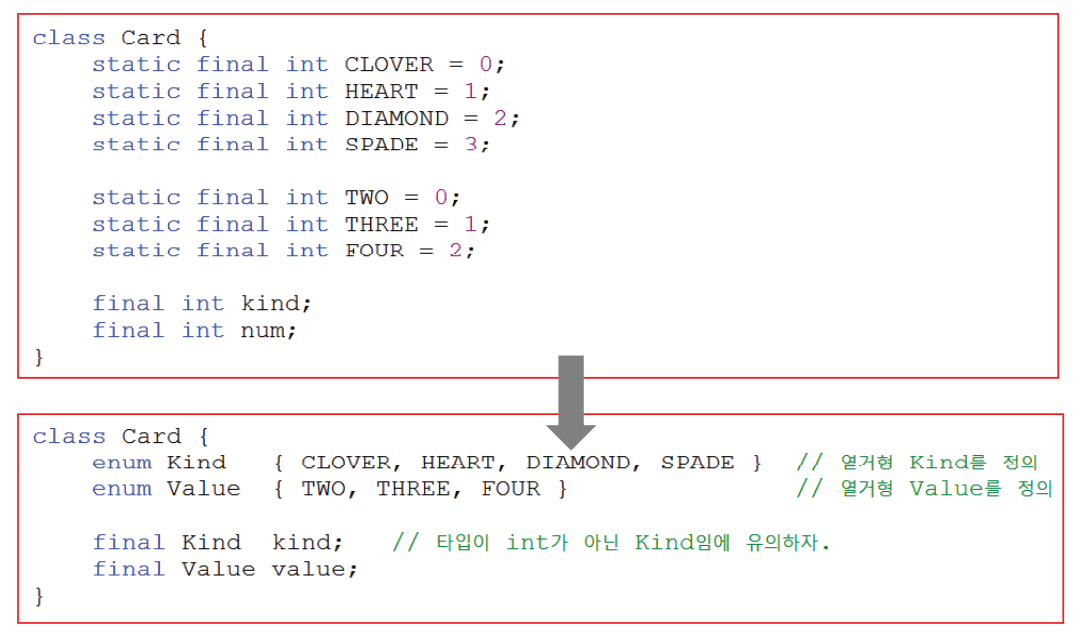 class Card {
    static final int CLOVER = 0;
    static final int HEART = 1;
    static final int DIAMOND = 2;
    static final int SPADE = 3;
    static final int TWO = 0;
    static final int THREE = 1;
    static final int FOUR = 2;
    final int kind;
    final int num;
}
class Card {
    enum Kind   { CLOVER, HEART, DIAMOND, SPADE }  // 열거형 Kind를 정의
    enum Value  { TWO, THREE, FOUR }               // 열거형 Value를 정의
    final Kind  kind;   // 타입이 int가 아닌 Kind임에 유의하자.
    final Value value;
}